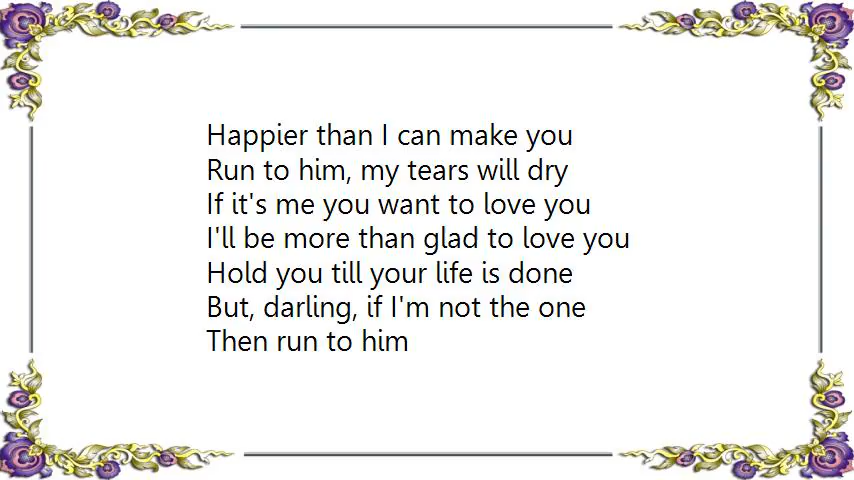 Happier than I can make you
Run to him, my tears will dry
If it's me you want to love you
I'll be more than glad to love you
Hold you till your life is done
But, darling, if I'm not the one
Then run to him